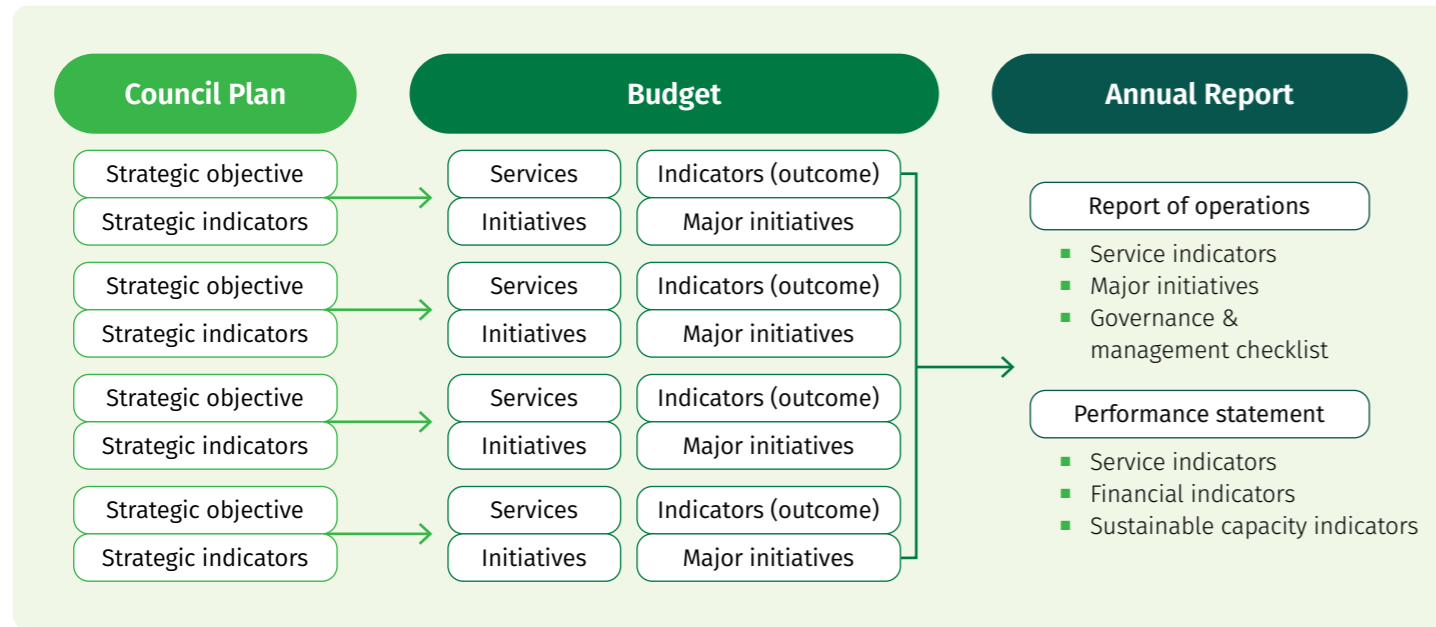 Council Plan
Budget
Annual Report
Strategic objective
Strategic indicators
Services
Initiatives
Indicators (outcome)
Major initiatives
Strategic objective
Strategic indicators
Services
Initiatives
Indicators (outcome)
Major initiatives
Strategic objective
Strategic indicators
Services
Initiatives
Indicators (outcome)
Major initiatives
Strategic objective
Strategic indicators
Services
Initiatives
Indicators (outcome)
Major initiatives
Report of operations
Service indicators
Major initiatives
Governance &
management checklist
Performance statement
Service indicators
Financial indicators
Sustainable capacity indicators